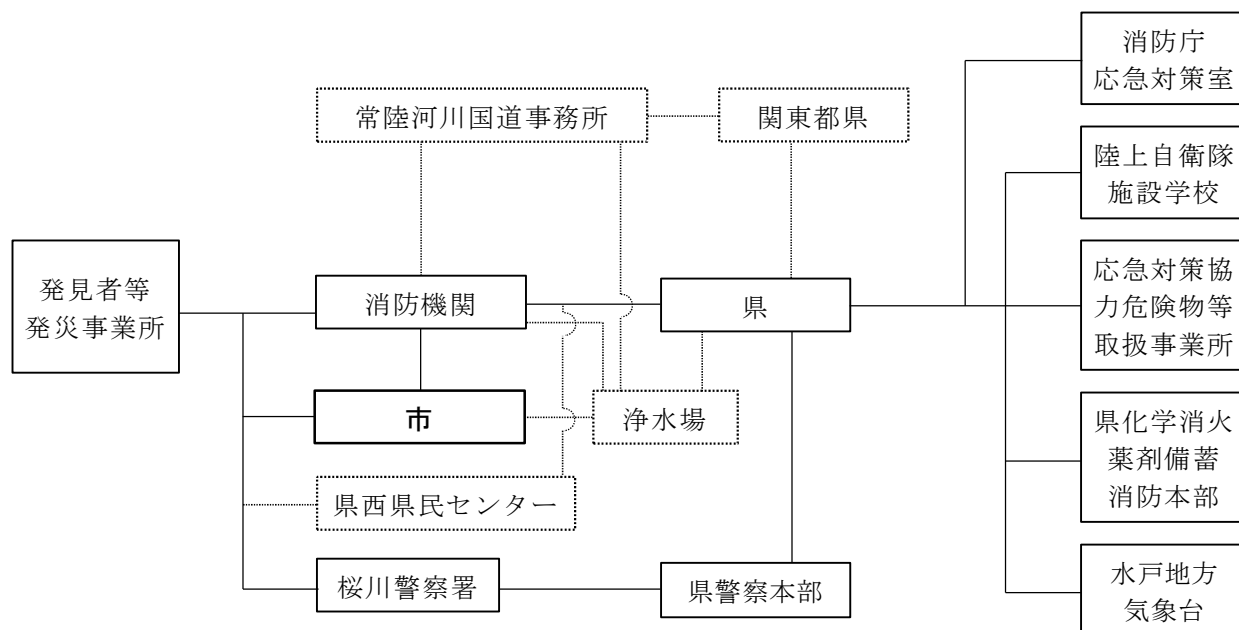 消防庁
応急対策室
常陸河川国道事務所
関東都県
陸上自衛隊
施設学校
発見者等
発災事業所
消防機関
県
応急対策協
力危険物等
取扱事業所
市
浄水場
県化学消火
薬剤備蓄
消防本部
県西県民センター
桜川警察署
県警察本部
水戸地方
気象台